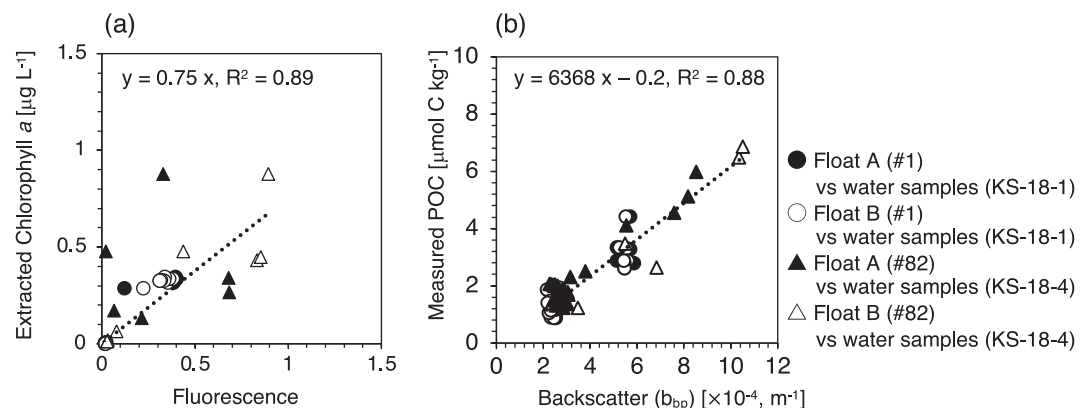 (a)
y = 0.75 x, R² = 0.89
Extracted Chlorophyll a [μg L⁻¹]
1.5
1
0.5
0
0
0.5
1
1.5
Fluorescence
(b)
y = 6368 x – 0.2, R² = 0.88
Measured POC [μmol C kg⁻¹]
10
8
6
4
2
0
0
2
4
6
8
10
12
Backscatter (b_bp) [×10⁻⁴, m⁻¹]
Float A (#1)
vs water samples (KS-18-1)
Float B (#1)
vs water samples (KS-18-1)
Float A (#82)
vs water samples (KS-18-4)
Float B (#82)
vs water samples (KS-18-4)